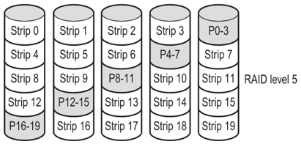 Strip 0 Strip 1 Strip 2 Strip 3 P0-3
Strip 4 Strip 5 Strip 6 P4-7 Strip 7
Strip 8 Strip 9 P8-11 Strip 10 Strip 11 RAID level 5
Strip 12 P12-15 Strip 13 Strip 14 Strip 15
P16-19 Strip 16 Strip 17 Strip 18 Strip 19